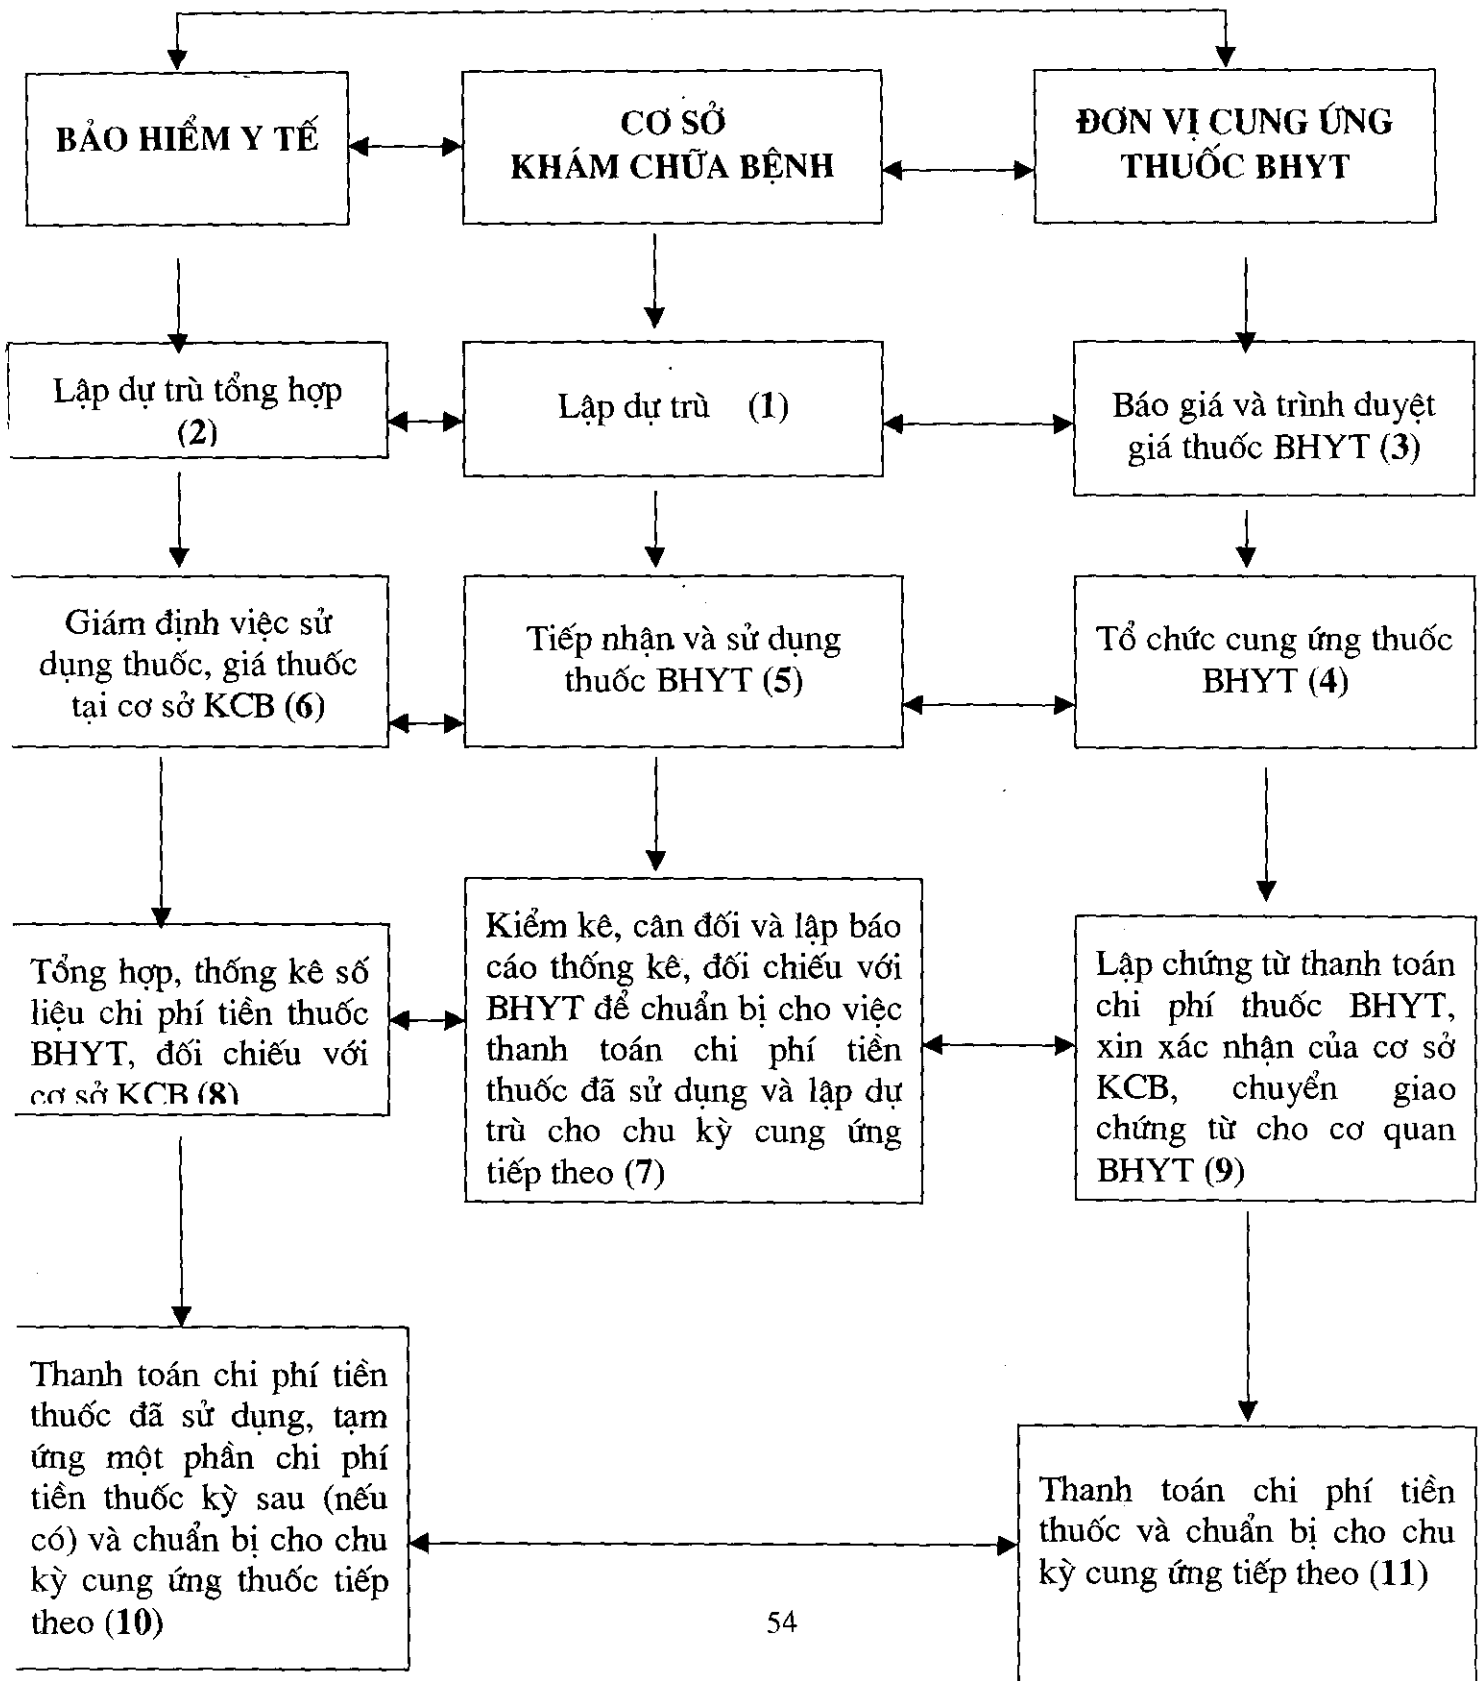 BẢO HIỂM Y TẾ
CƠ SỞ
KHÁM CHỮA BỆNH
ĐƠN VỊ CUNG ỨNG
THUỐC BHYT
Lập dự trù tổng hợp
(2)
Lập dự trù (1)
Báo giá và trình duyệt
giá thuốc BHYT (3)
Giám định việc sử
dụng thuốc, giá thuốc
tại cơ sở KCB (6)
Tiếp nhận và sử dụng
thuốc BHYT (5)
Tổ chức cung ứng thuốc
BHYT (4)
Tổng hợp, thống kê số
liệu chi phí tiền thuốc
BHYT, đối chiếu với
cơ sở KCB (8)
Kiểm kê, cân đối và lập báo
cáo thống kê, đối chiếu với
BHYT để chuẩn bị cho việc
thanh toán chi phí tiền
thuốc đã sử dụng và lập dự
trù cho chu kỳ cung ứng
tiếp theo (7)
Lập chứng từ thanh toán
chi phí thuốc BHYT,
xin xác nhận của cơ sở
KCB, chuyển giao
chứng từ cho cơ quan
BHYT (9)
Thanh toán chi phí tiền
thuốc đã sử dụng, tạm
ứng một phần chi phí
tiền thuốc kỳ sau (nếu
có) và chuẩn bị cho chu
kỳ cung ứng thuốc tiếp
theo (10)
Thanh toán chi phí tiền
thuốc và chuẩn bị cho chu
kỳ cung ứng tiếp theo (11)
54